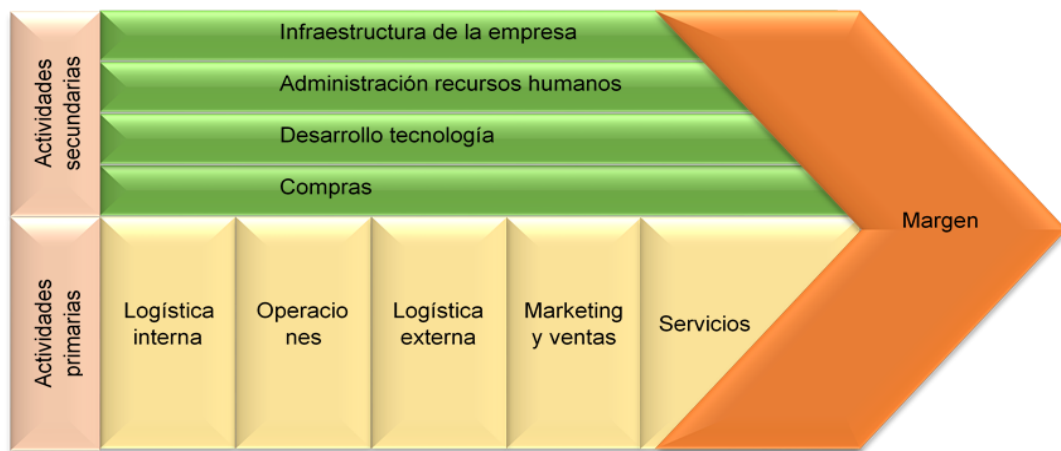 Actividades
secundarias
Infraestructura de la empresa
Administración recursos humanos
Desarrollo tecnología
Compras
Margen
Actividades
primarias
Logística
interna
Operacio
nes
Logística
externa
Marketing
y ventas
Servicios